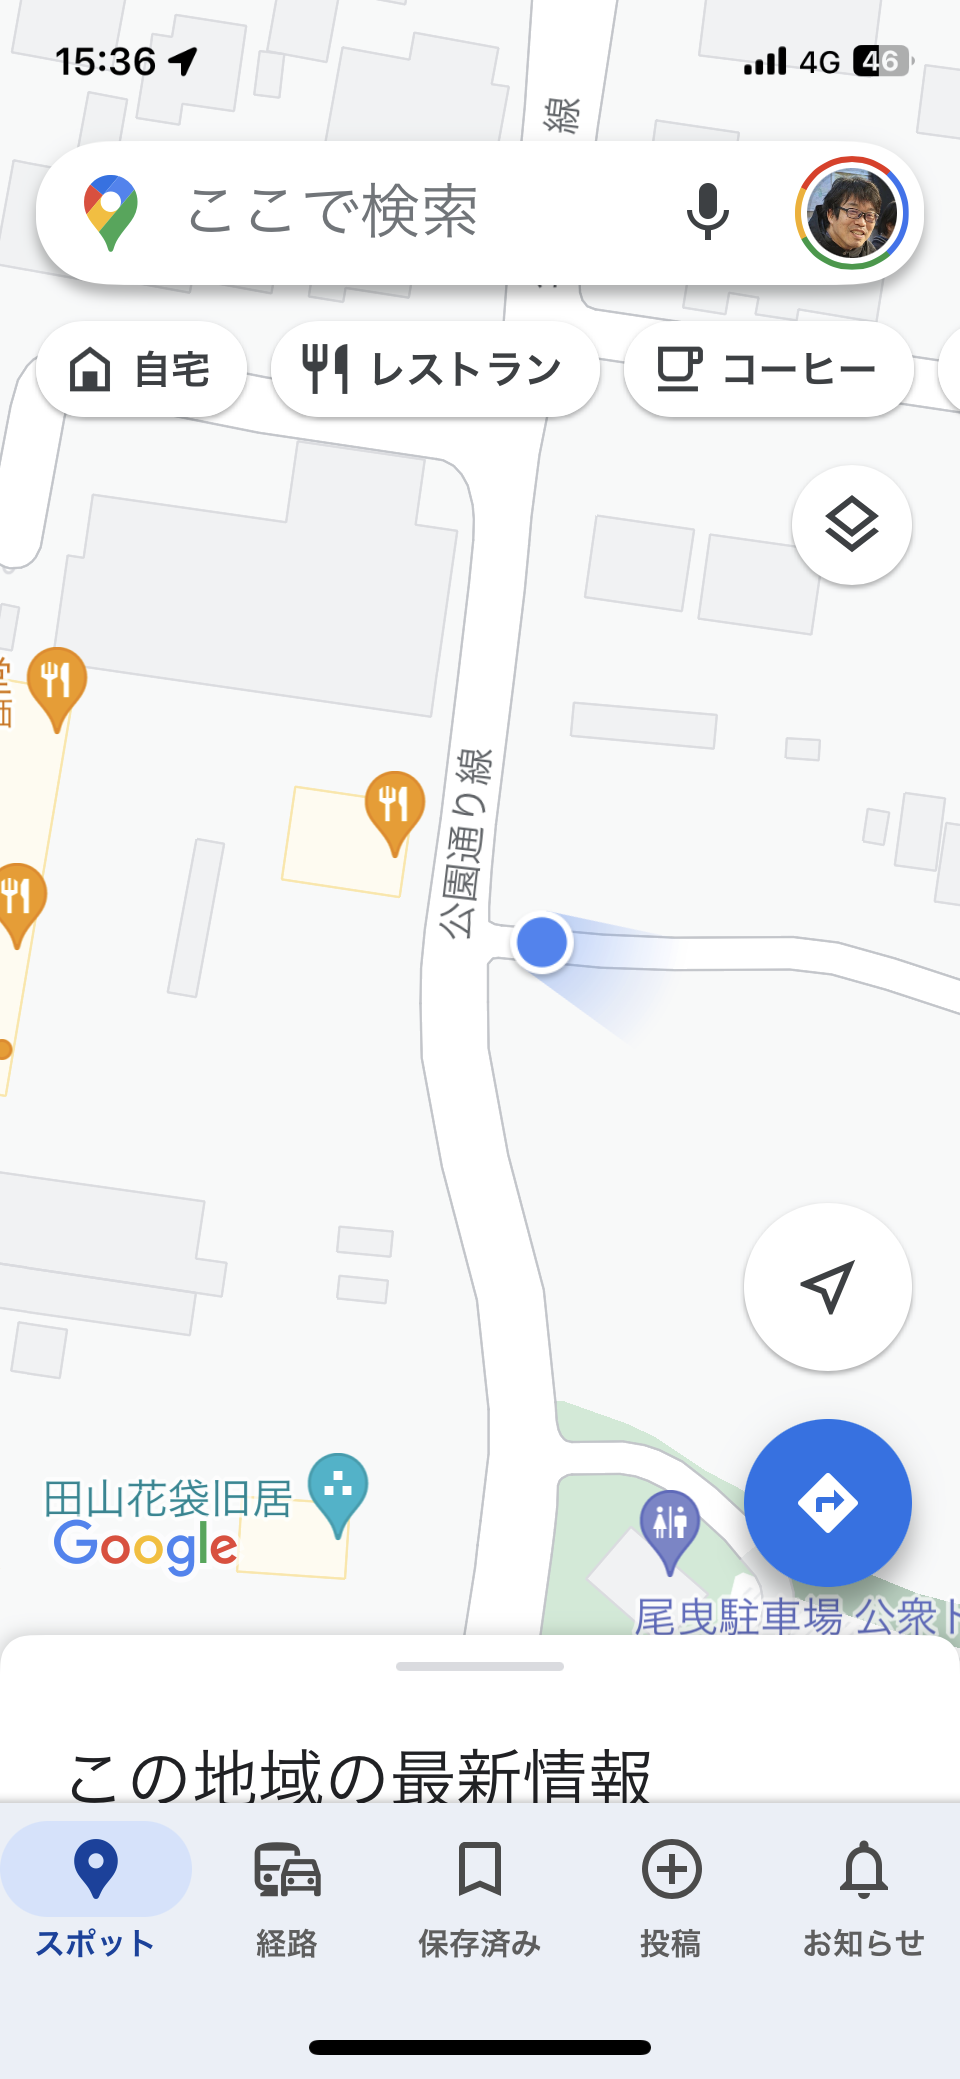 15:36
4G
46
線
ここで検索
自宅
レストラン
コーヒー
公園通り線
田山花袋旧居
Google
尾曳駐車場 公衆ト
この地域の最新情報
スポット
経路
保存済み
投稿
お知らせ